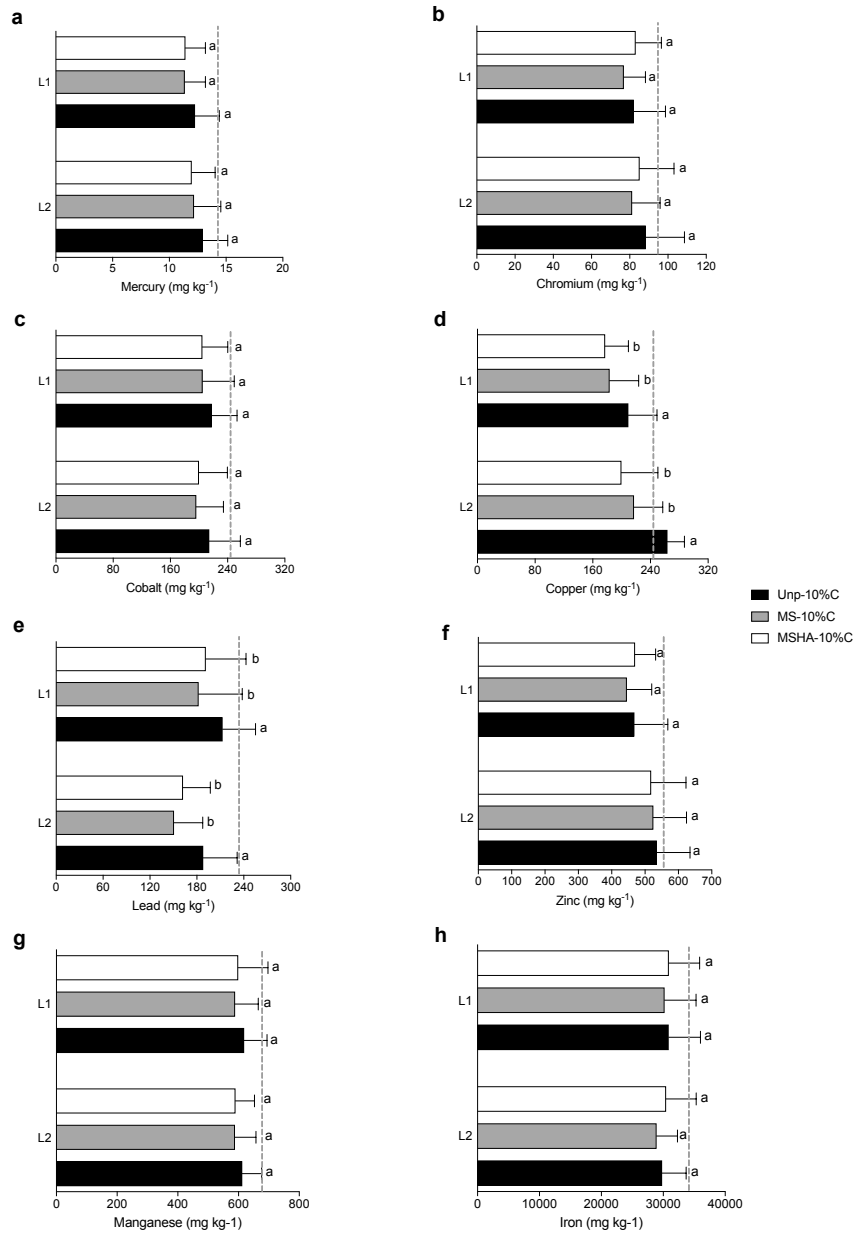 a
a
L1
a
a
a
L2
a
a
0 5 10 15 20
Mercury (mg kg⁻¹)
b
a
L1
a
a
a
L2
a
a
0 20 40 60 80 100 120
Chromium (mg kg⁻¹)
c
a
L1
a
a
a
L2
a
a
0 80 160 240 320
Cobalt (mg kg⁻¹)
d
b
L1
b
a
b
L2
b
a
0 80 160 240 320
Copper (mg kg⁻¹)
Unp-10%C
MS-10%C
MSHA-10%C
e
b
L1
b
a
b
L2
b
a
0 60 120 180 240 300
Lead (mg kg⁻¹)
f
a
L1
a
a
a
L2
a
a
0 100 200 300 400 500 600 700
Zinc (mg kg⁻¹)
g
a
L1
a
a
a
L2
a
a
0 200 400 600 800
Manganese (mg kg-1)
h
a
L1
a
a
a
L2
a
a
0 10000 20000 30000 40000
Iron (mg kg-1)